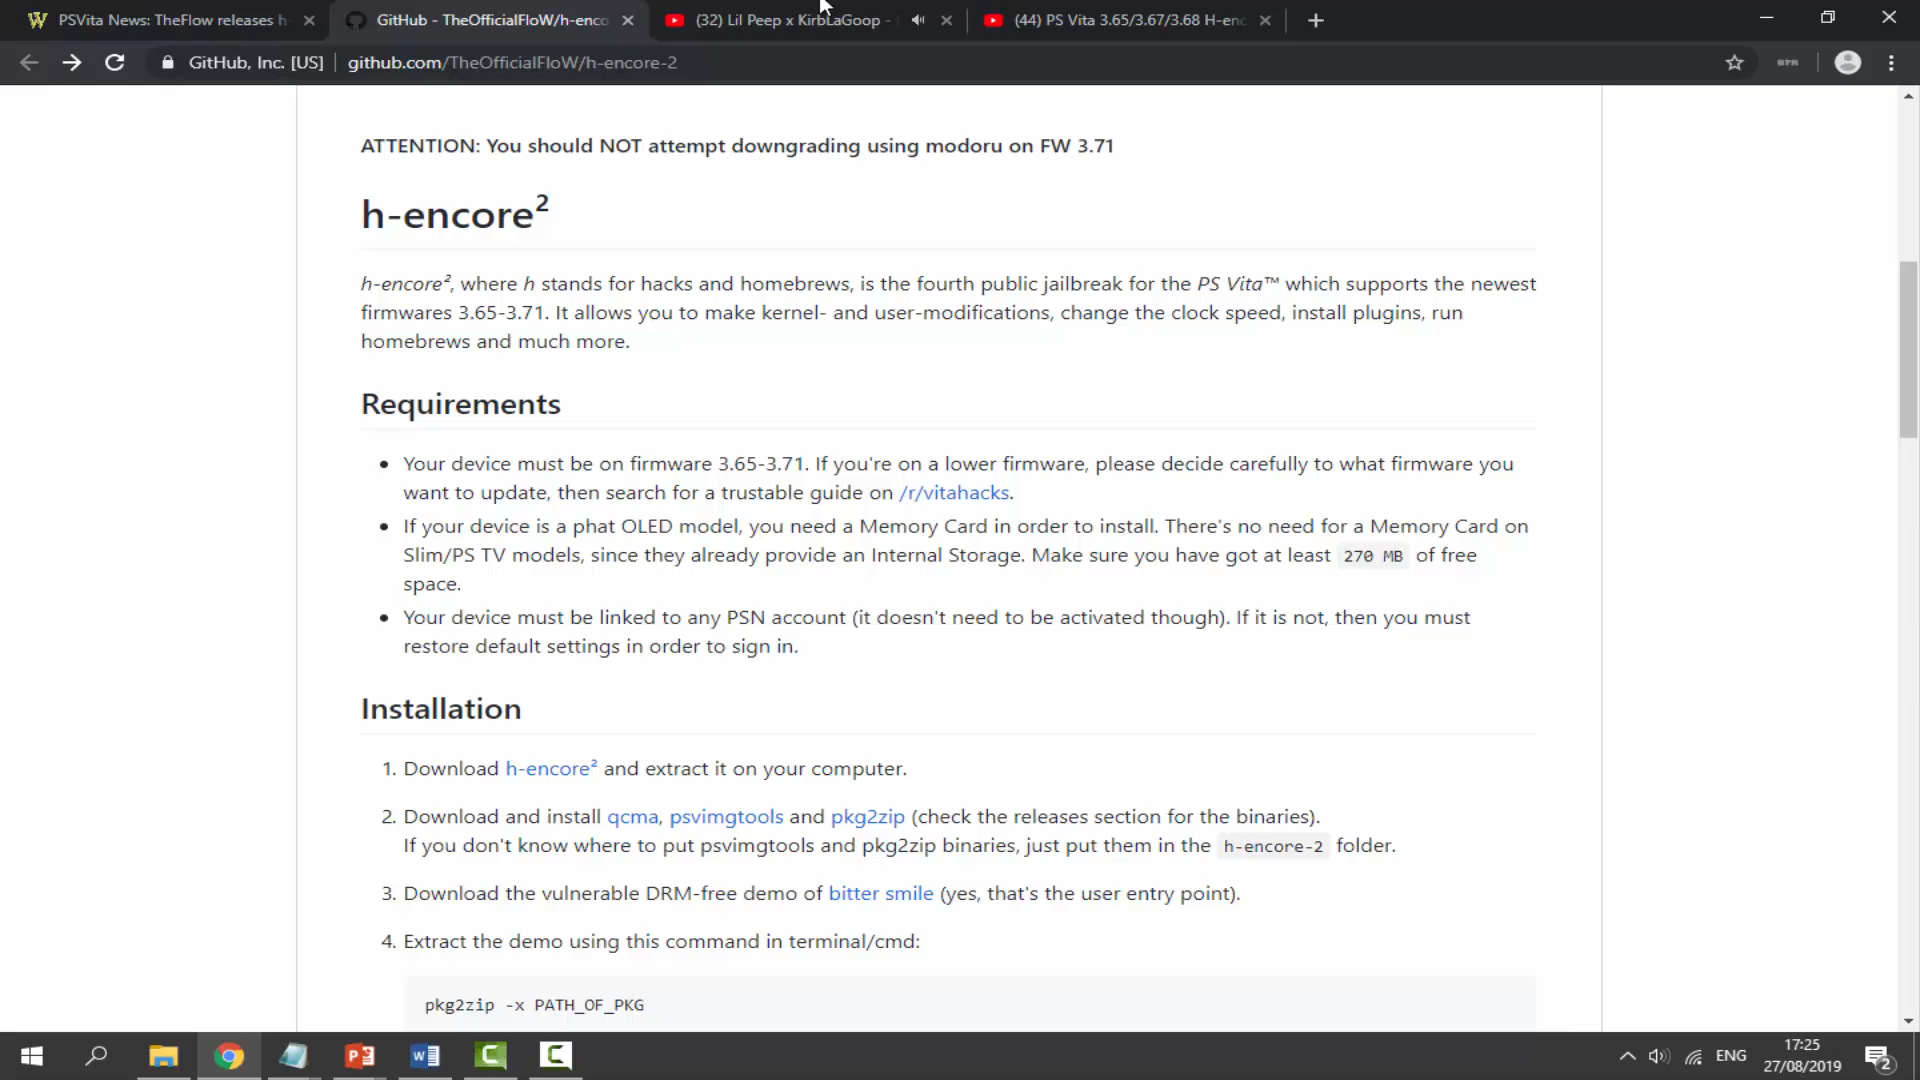 PSVita News: TheFlow releases h
GitHub - TheOfficialFloW/h-enco
(32) Lil Peep x KirbLaGoop -
(44) PS Vita 3.65/3.67/3.68 H-enc
GitHub, Inc. [US]
github.com/TheOfficialFloW/h-encore-2
ATTENTION: You should NOT attempt downgrading using modoru on FW 3.71
h-encore²
h-encore², where h stands for hacks and homebrews, is the fourth public jailbreak for the PS Vita™ which supports the newest
firmwares 3.65-3.71. It allows you to make kernel- and user-modifications, change the clock speed, install plugins, run
homebrews and much more.
Requirements
• Your device must be on firmware 3.65-3.71. If you're on a lower firmware, please decide carefully to what firmware you
want to update, then search for a trustable guide on /r/vitahacks.
• If your device is a phat OLED model, you need a Memory Card in order to install. There's no need for a Memory Card on
Slim/PS TV models, since they already provide an Internal Storage. Make sure you have got at least 270 MB of free
space.
• Your device must be linked to any PSN account (it doesn't need to be activated though). If it is not, then you must
restore default settings in order to sign in.
Installation
1. Download h-encore² and extract it on your computer.
2. Download and install qcma, psvimgtools and pkg2zip (check the releases section for the binaries).
If you don't know where to put psvimgtools and pkg2zip binaries, just put them in the h-encore-2 folder.
3. Download the vulnerable DRM-free demo of bitter smile (yes, that's the user entry point).
4. Extract the demo using this command in terminal/cmd:
pkg2zip -x PATH_OF_PKG
ENG
17:25
27/08/2019
2